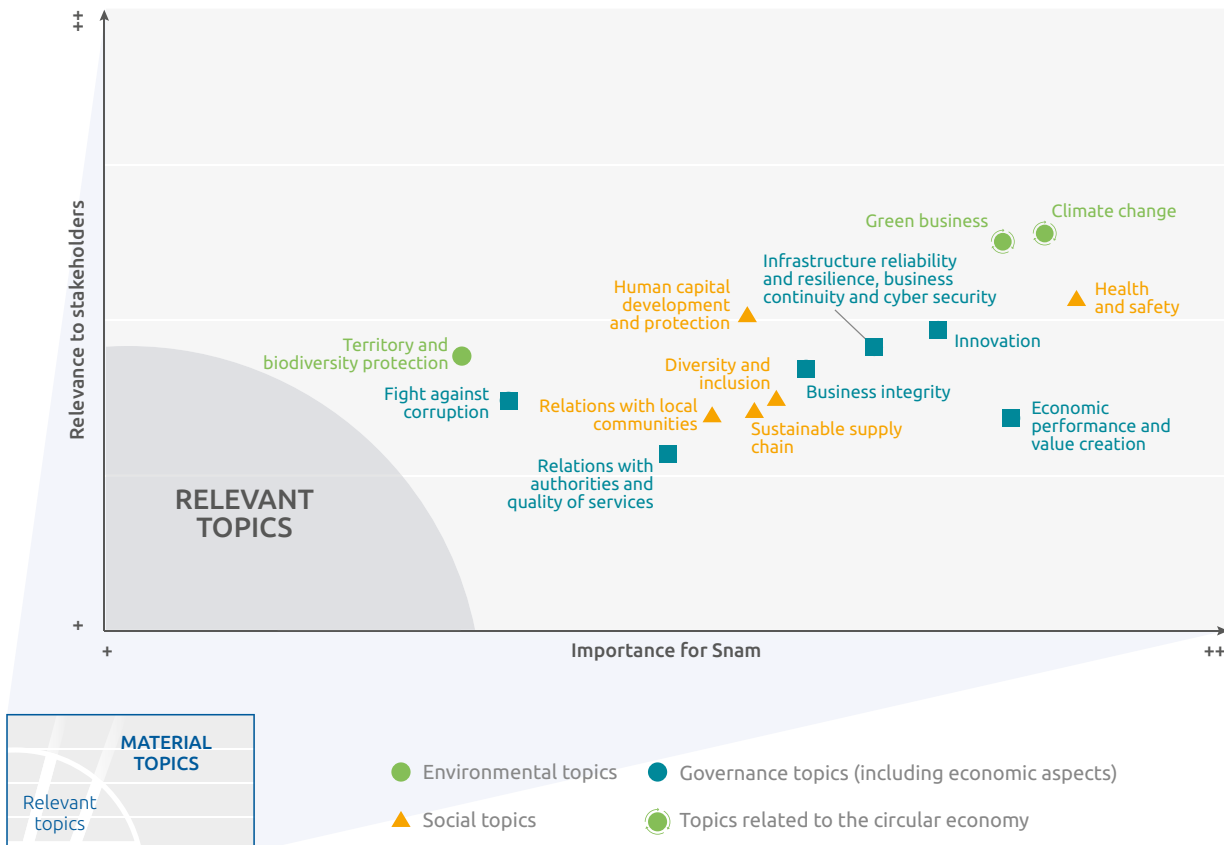 ++
Relevance to stakeholders
Climate change
Green business
Infrastructure reliability
and resilience, business
continuity and cyber security
Human capital
development
and protection
Health
and safety
Innovation
Territory and
biodiversity protection
Diversity and
inclusion
Business integrity
Fight against
corruption
Relations with local
communities
Sustainable supply
chain
Economic
performance and
value creation
Relations with
authorities and
quality of services
RELEVANT
TOPICS
+
+
Importance for Snam
++
MATERIAL
TOPICS
Relevant
topics
Environmental topics
Governance topics (including economic aspects)
Social topics
Topics related to the circular economy